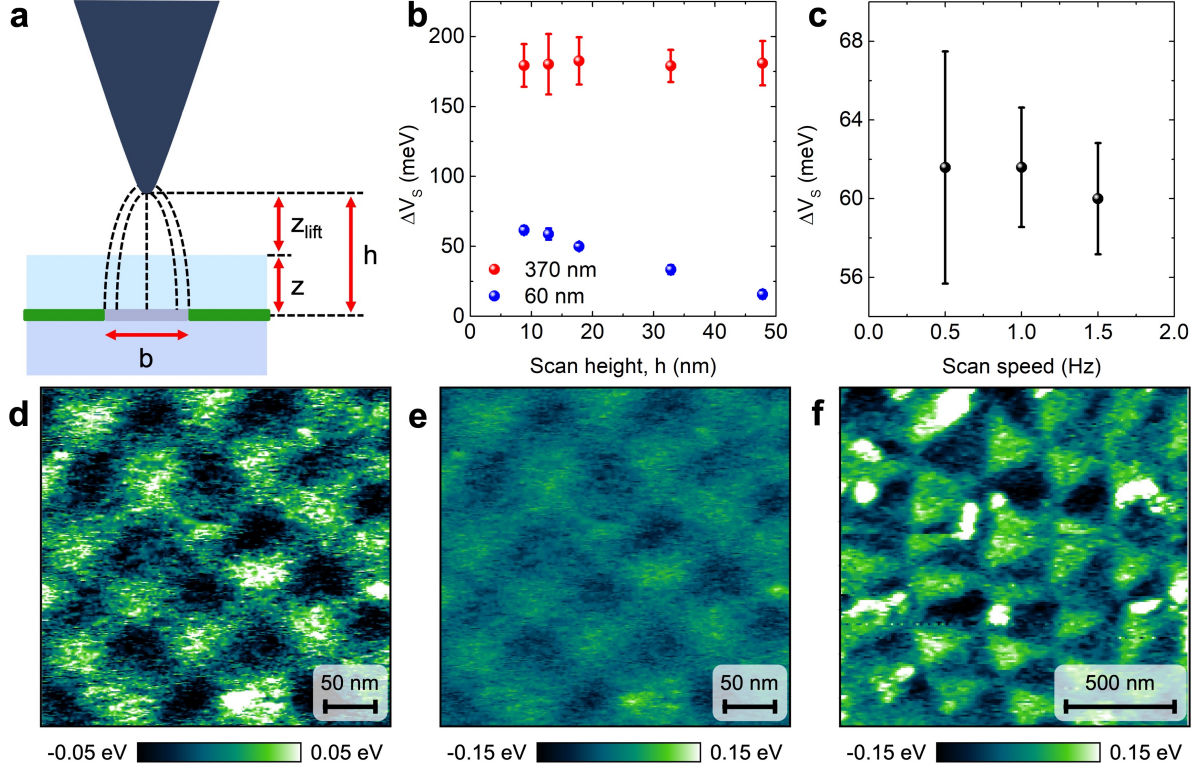 a
z_lift
h
z
b
b
200
150
100
50
0
ΔV_S (meV)
370 nm
60 nm
0 10 20 30 40 50
Scan height, h (nm)
c
68
64
60
56
ΔV_S (meV)
0.0 0.5 1.0 1.5 2.0
Scan speed (Hz)
d
50 nm
-0.05 eV 0.05 eV
e
50 nm
-0.15 eV 0.15 eV
f
500 nm
-0.15 eV 0.15 eV